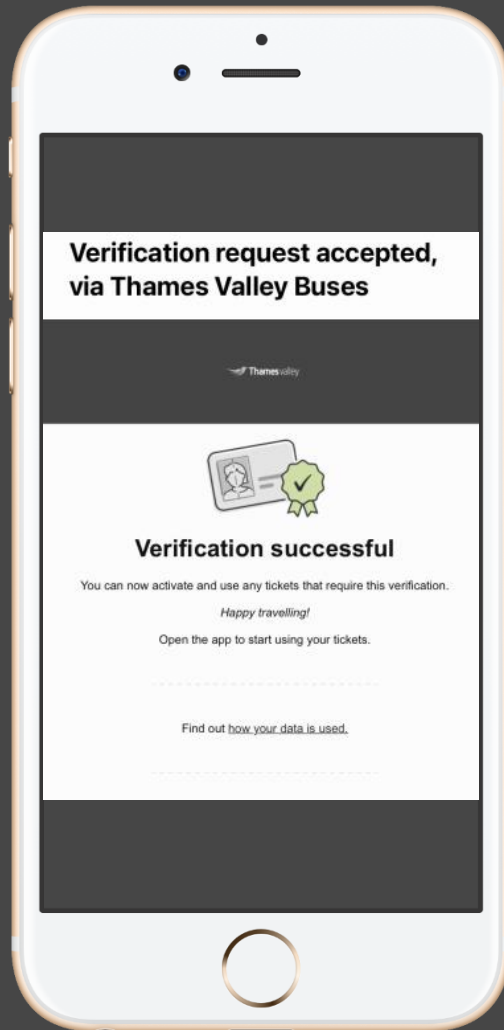 Verification request accepted,
via Thames Valley Buses
Thamesvalley
Verification successful
You can now activate and use any tickets that require this verification.
Happy travelling!
Open the app to start using your tickets.
Find out how your data is used.